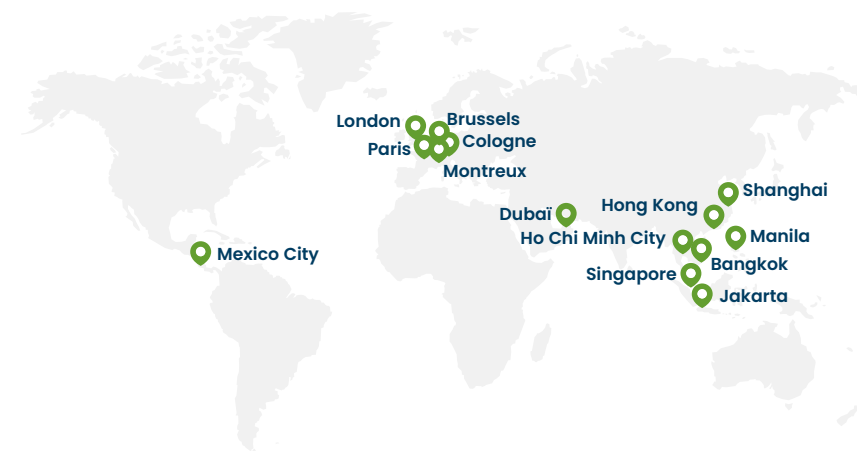 London
Brussels
Cologne
Paris
Montreux
Shanghai
Hong Kong
Dubaï
Ho Chi Minh City
Manila
Mexico City
Bangkok
Singapore
Jakarta